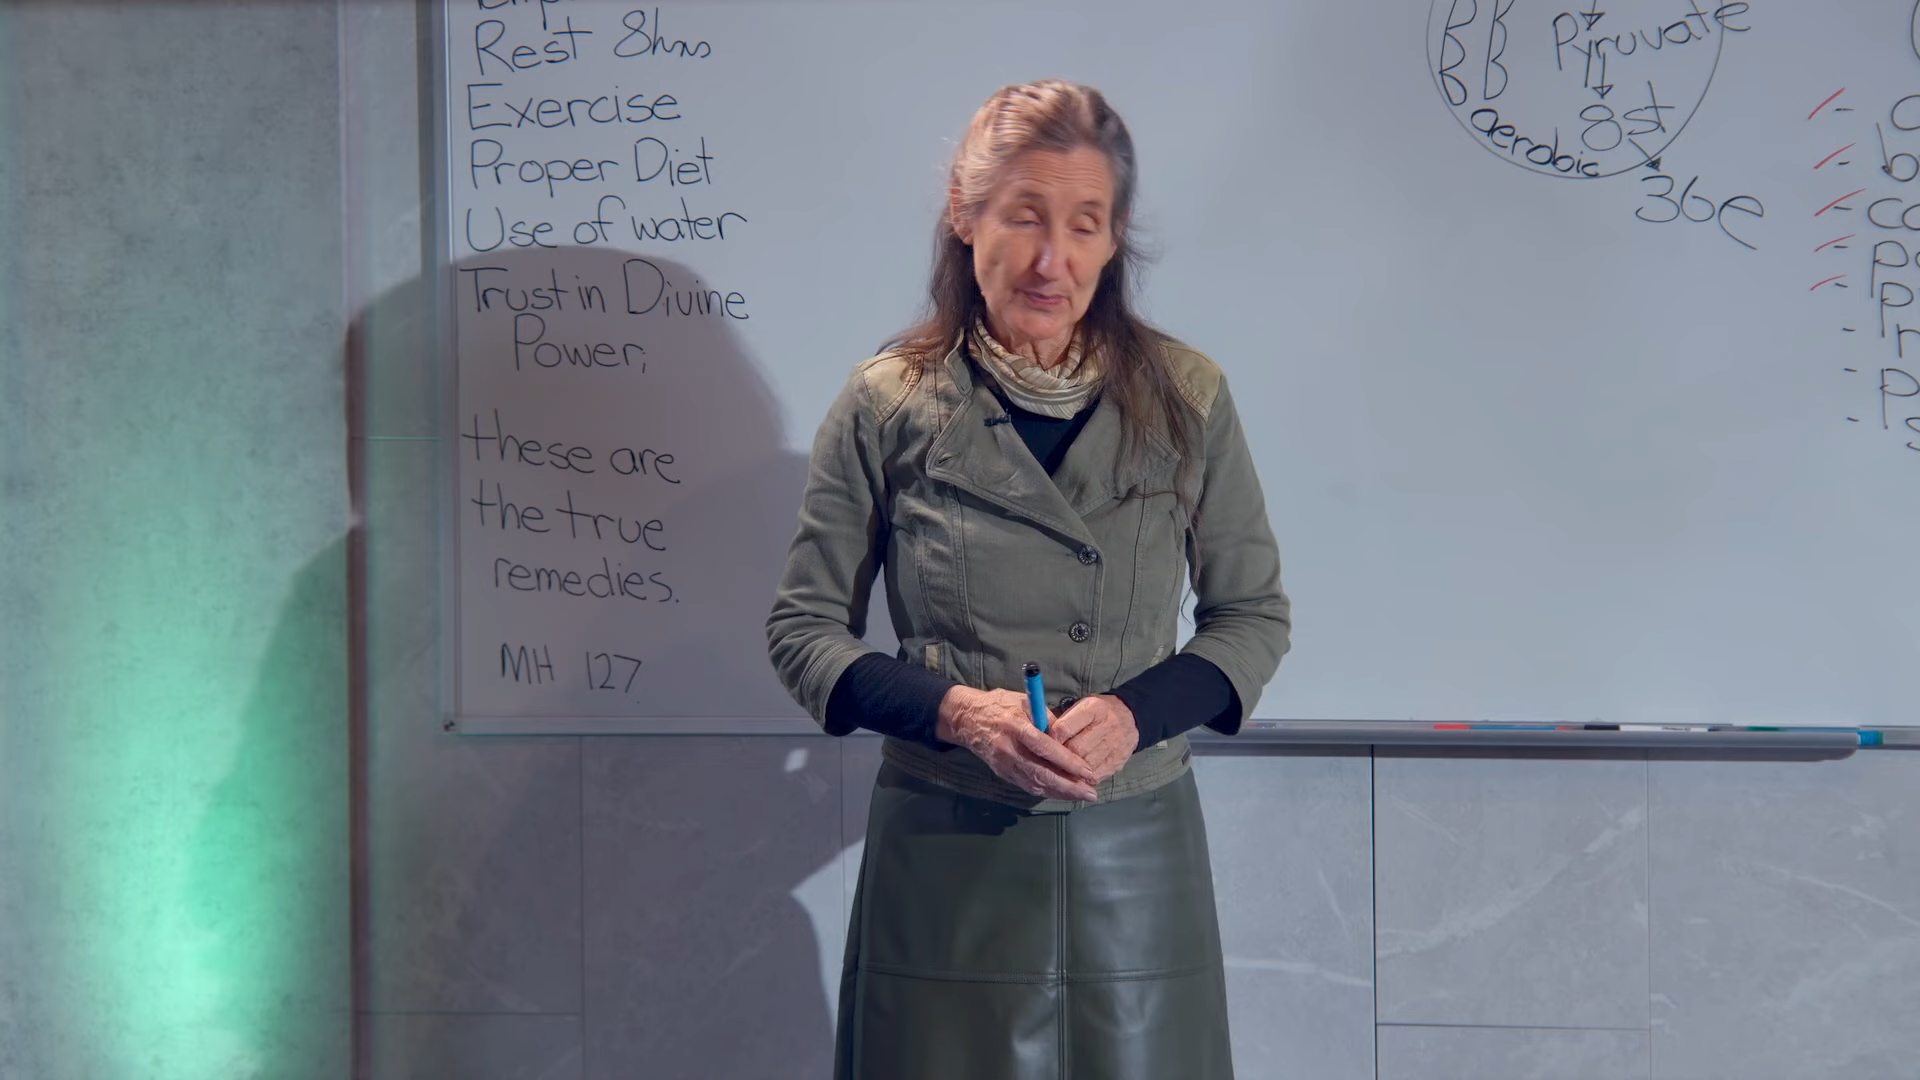 Rest 8hrs
Exercise
Proper Diet
Use of water
Trust in Divine
Power;
these are
the true
remedies.
MH 127
Pyruvate
8st
aerobic
36e